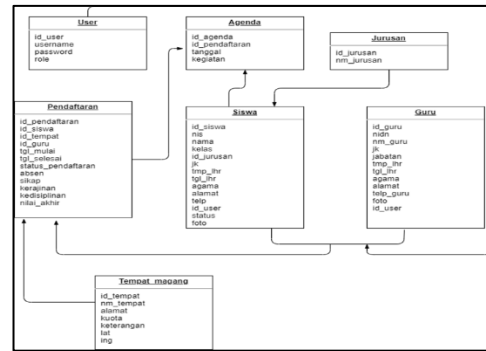 User
id_user
username
password
role
Agenda
id_agenda
id_pendaftaran
tanggal
kegiatan
Jurusan
id_jurusan
nm_jurusan
Pendaftaran
id_pendaftaran
id_siswa
id_tempat
id_guru
tgl_mulai
tgl_selesai
status_pendaftaran
absen
sikap
kerajinan
kedisiplinan
nilai_akhir
Siswa
id_siswa
nis
nama
kelas
id_jurusan
jk
tmp_lhr
tgl_lhr
agama
alamat
telp
id_user
status
foto
Guru
id_guru
nidn
nm_guru
jk
jabatan
tmp_lhr
tgl_lhr
agama
alamat
telp_guru
foto
id_user
Tempat_mapang
id_tempat
nm_tempat
alamat
kuota
keterangan
lat
ing